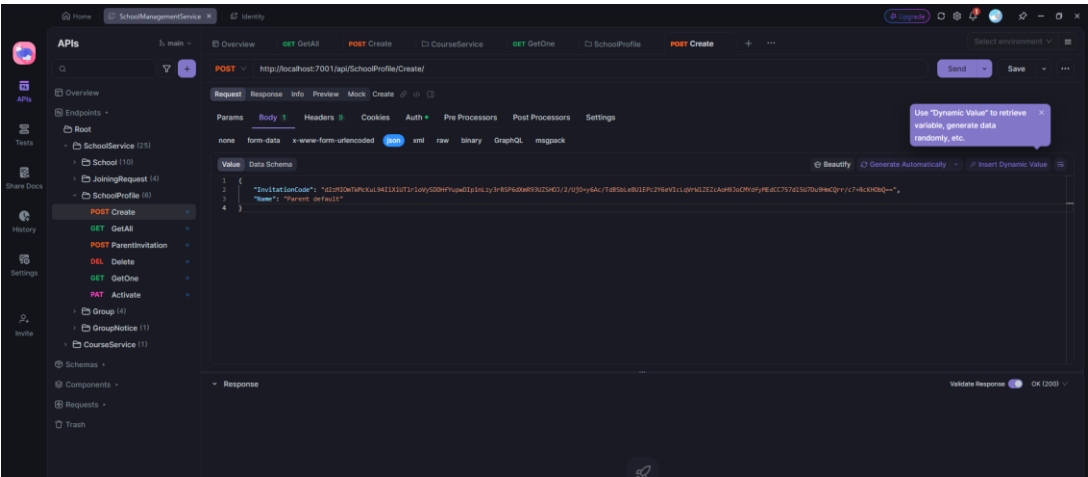 Home
SchoolManagementService ×
Identity
Upgrade
APIs
main
Overview
GET GetAll
POST Create
CourseService
GET GetOne
SchoolProfile
POST Create
+
Select environment
POST
http://localhost:7001/api/SchoolProfile/Create/
Send
Save
Request Response Info Preview Mock Create
Params Body 1 Headers 8 Cookies Auth Pre Processors Post Processors Settings
none form-data x-www-form-urlencoded json xml raw binary GraphQL msgpack
Use "Dynamic Value" to retrieve
variable, generate data
randomly, etc.
Value Data Schema
Beautify
Generate Automatically
Insert Dynamic Value
1 {
2 "InvitationCode":
3 "Name": "Parent default"
4 }
APIs
Tests
Share Docs
History
Settings
Invite
Overview
Endpoints
Root
SchoolService (25)
School (10)
JoiningRequest (4)
SchoolProfile (6)
POST Create
GET GetAll
POST ParentInvitation
DEL Delete
GET GetOne
PAT Activate
Group (4)
GroupNotice (1)
CourseService (1)
Schemas
Components
Requests
Trash
Response
Validate Response
OK (200)